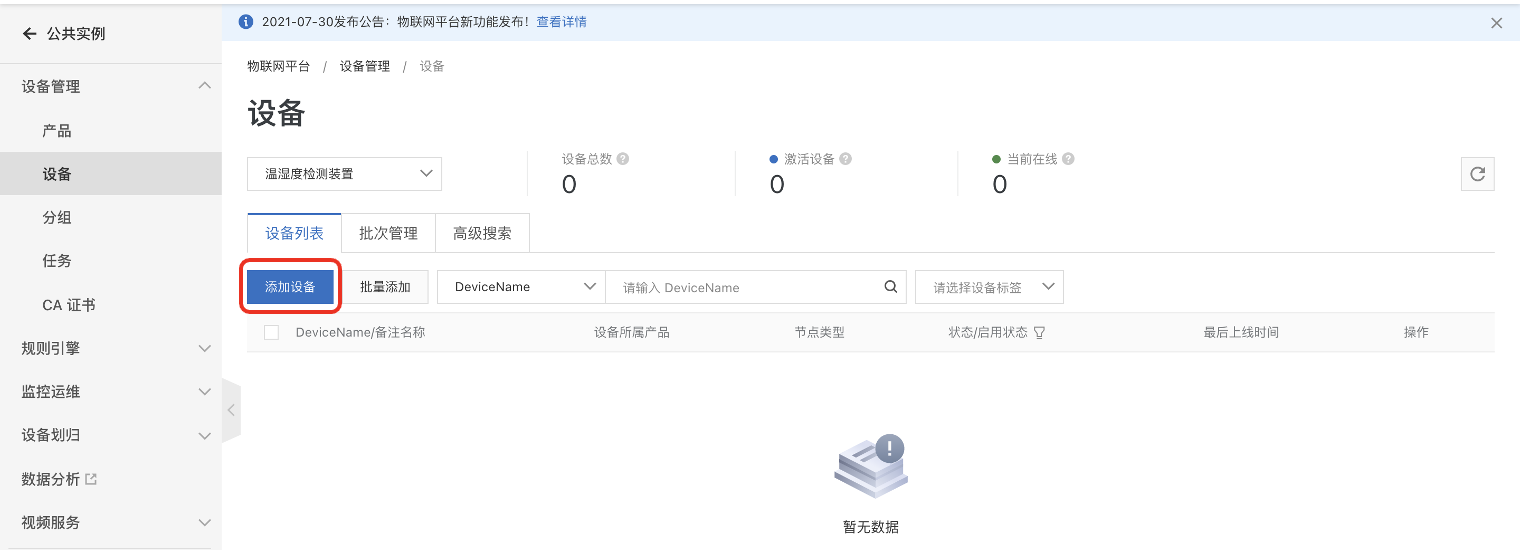 公共实例
设备管理
产品
设备
分组
任务
CA 证书
规则引擎
监控运维
设备划归
数据分析
视频服务
2021-07-30发布公告：物联网平台新功能发布！查看详情
物联网平台 / 设备管理 / 设备
设备
温湿度检测装置
设备总数
0
激活设备
0
当前在线
0
设备列表 批次管理 高级搜索
添加设备 批量添加 DeviceName 请输入 DeviceName 请选择设备标签
DeviceName/备注名称 设备所属产品 节点类型 状态/启用状态 最后上线时间 操作
暂无数据